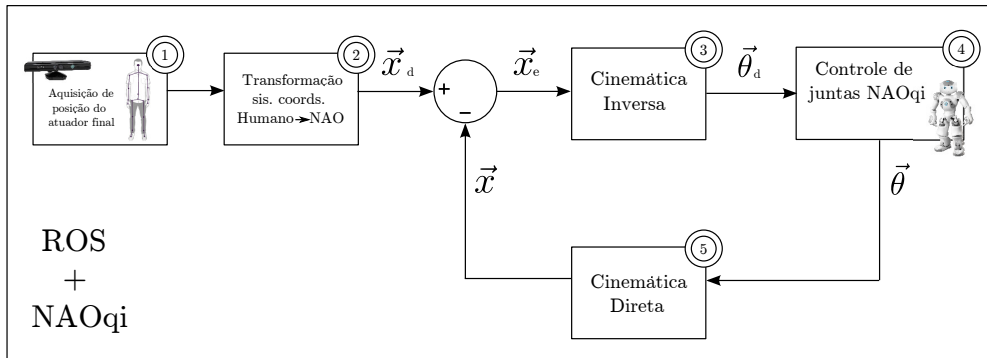 1
Aquisição de
posição do
atuador final
2
Transformação
sis. coords.
Humano→NAO
x⃗ d
+
−
x⃗ e
3
Cinemática
Inversa
θ⃗ d
4
Controle de
juntas NAOqi
θ⃗
x⃗
5
Cinemática
Direta
ROS
+
NAOqi